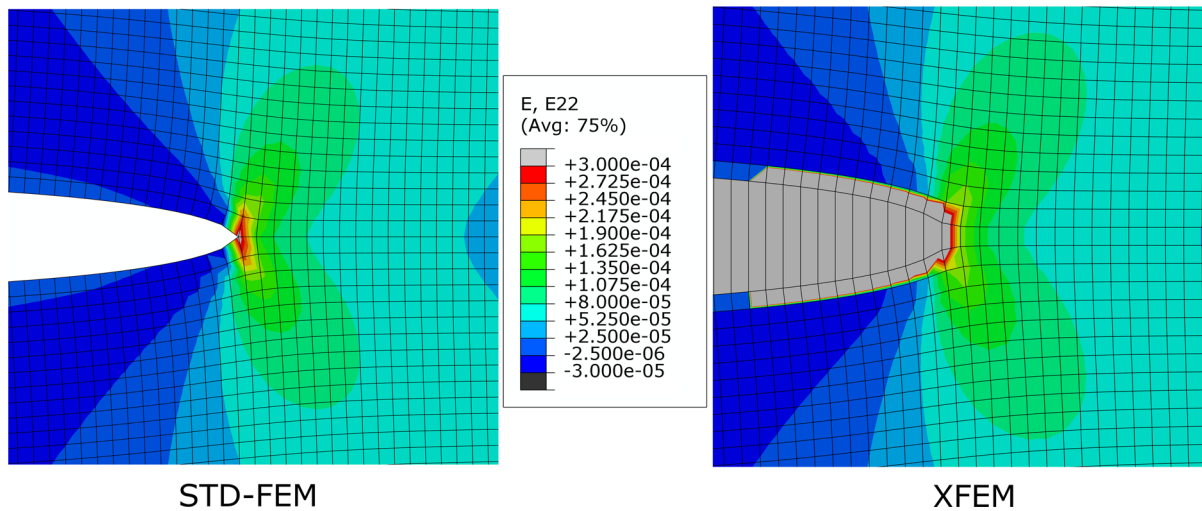 E, E22
(Avg: 75%)
+3.000e-04
+2.725e-04
+2.450e-04
+2.175e-04
+1.900e-04
+1.625e-04
+1.350e-04
+1.075e-04
+8.000e-05
+5.250e-05
+2.500e-05
-2.500e-06
-3.000e-05
STD-FEM
XFEM